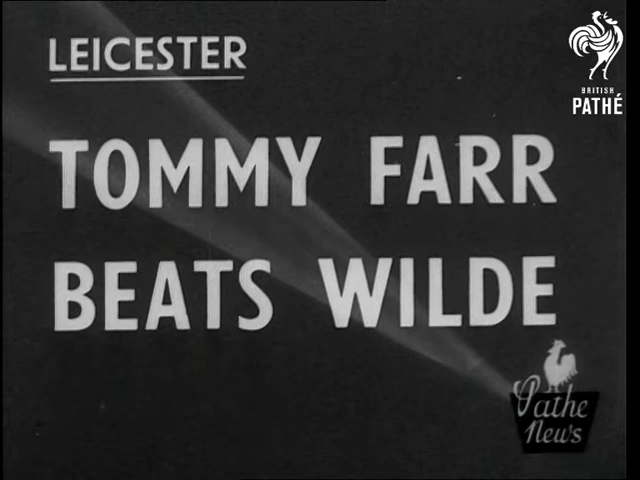 LEICESTER
BRITISH
PATHÉ
TOMMY FARR
BEATS WILDE
Pathe
News